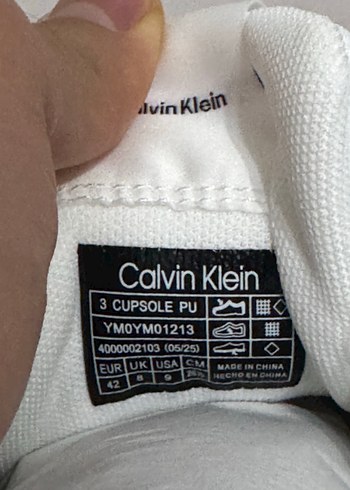 lvin Klein
Calvin Klein
3 CUPSOLE PU
YM0YM01213
4000002103 (05/25)
EUR UK USA CM
42 8 9
MADE IN CHINA
HECHO EN CHINA